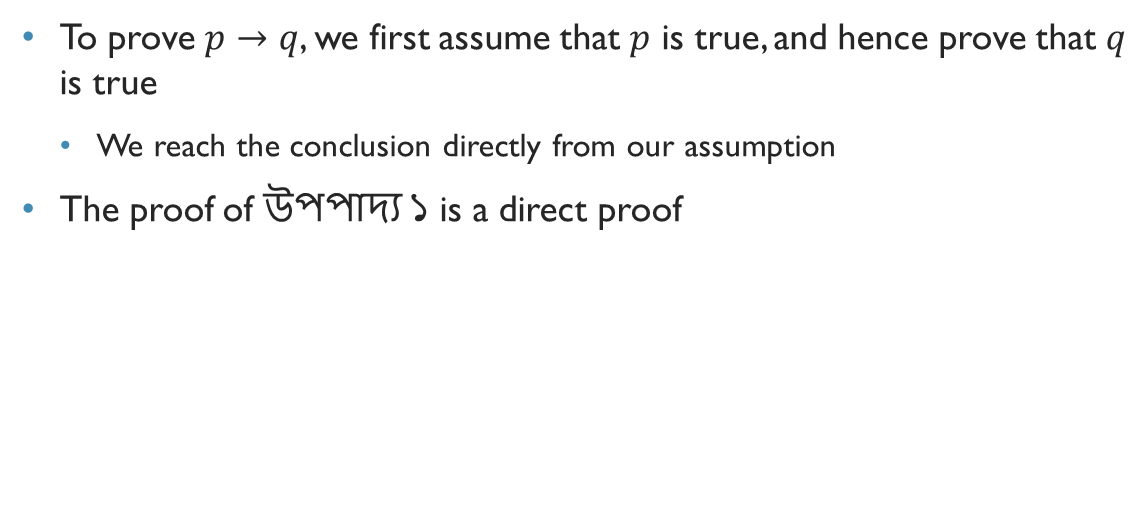 • To prove 𝑝 → 𝑞, we first assume that 𝑝 is true, and hence prove that 𝑞
is true
• We reach the conclusion directly from our assumption
• The proof of উপপাদ্য ১ is a direct proof